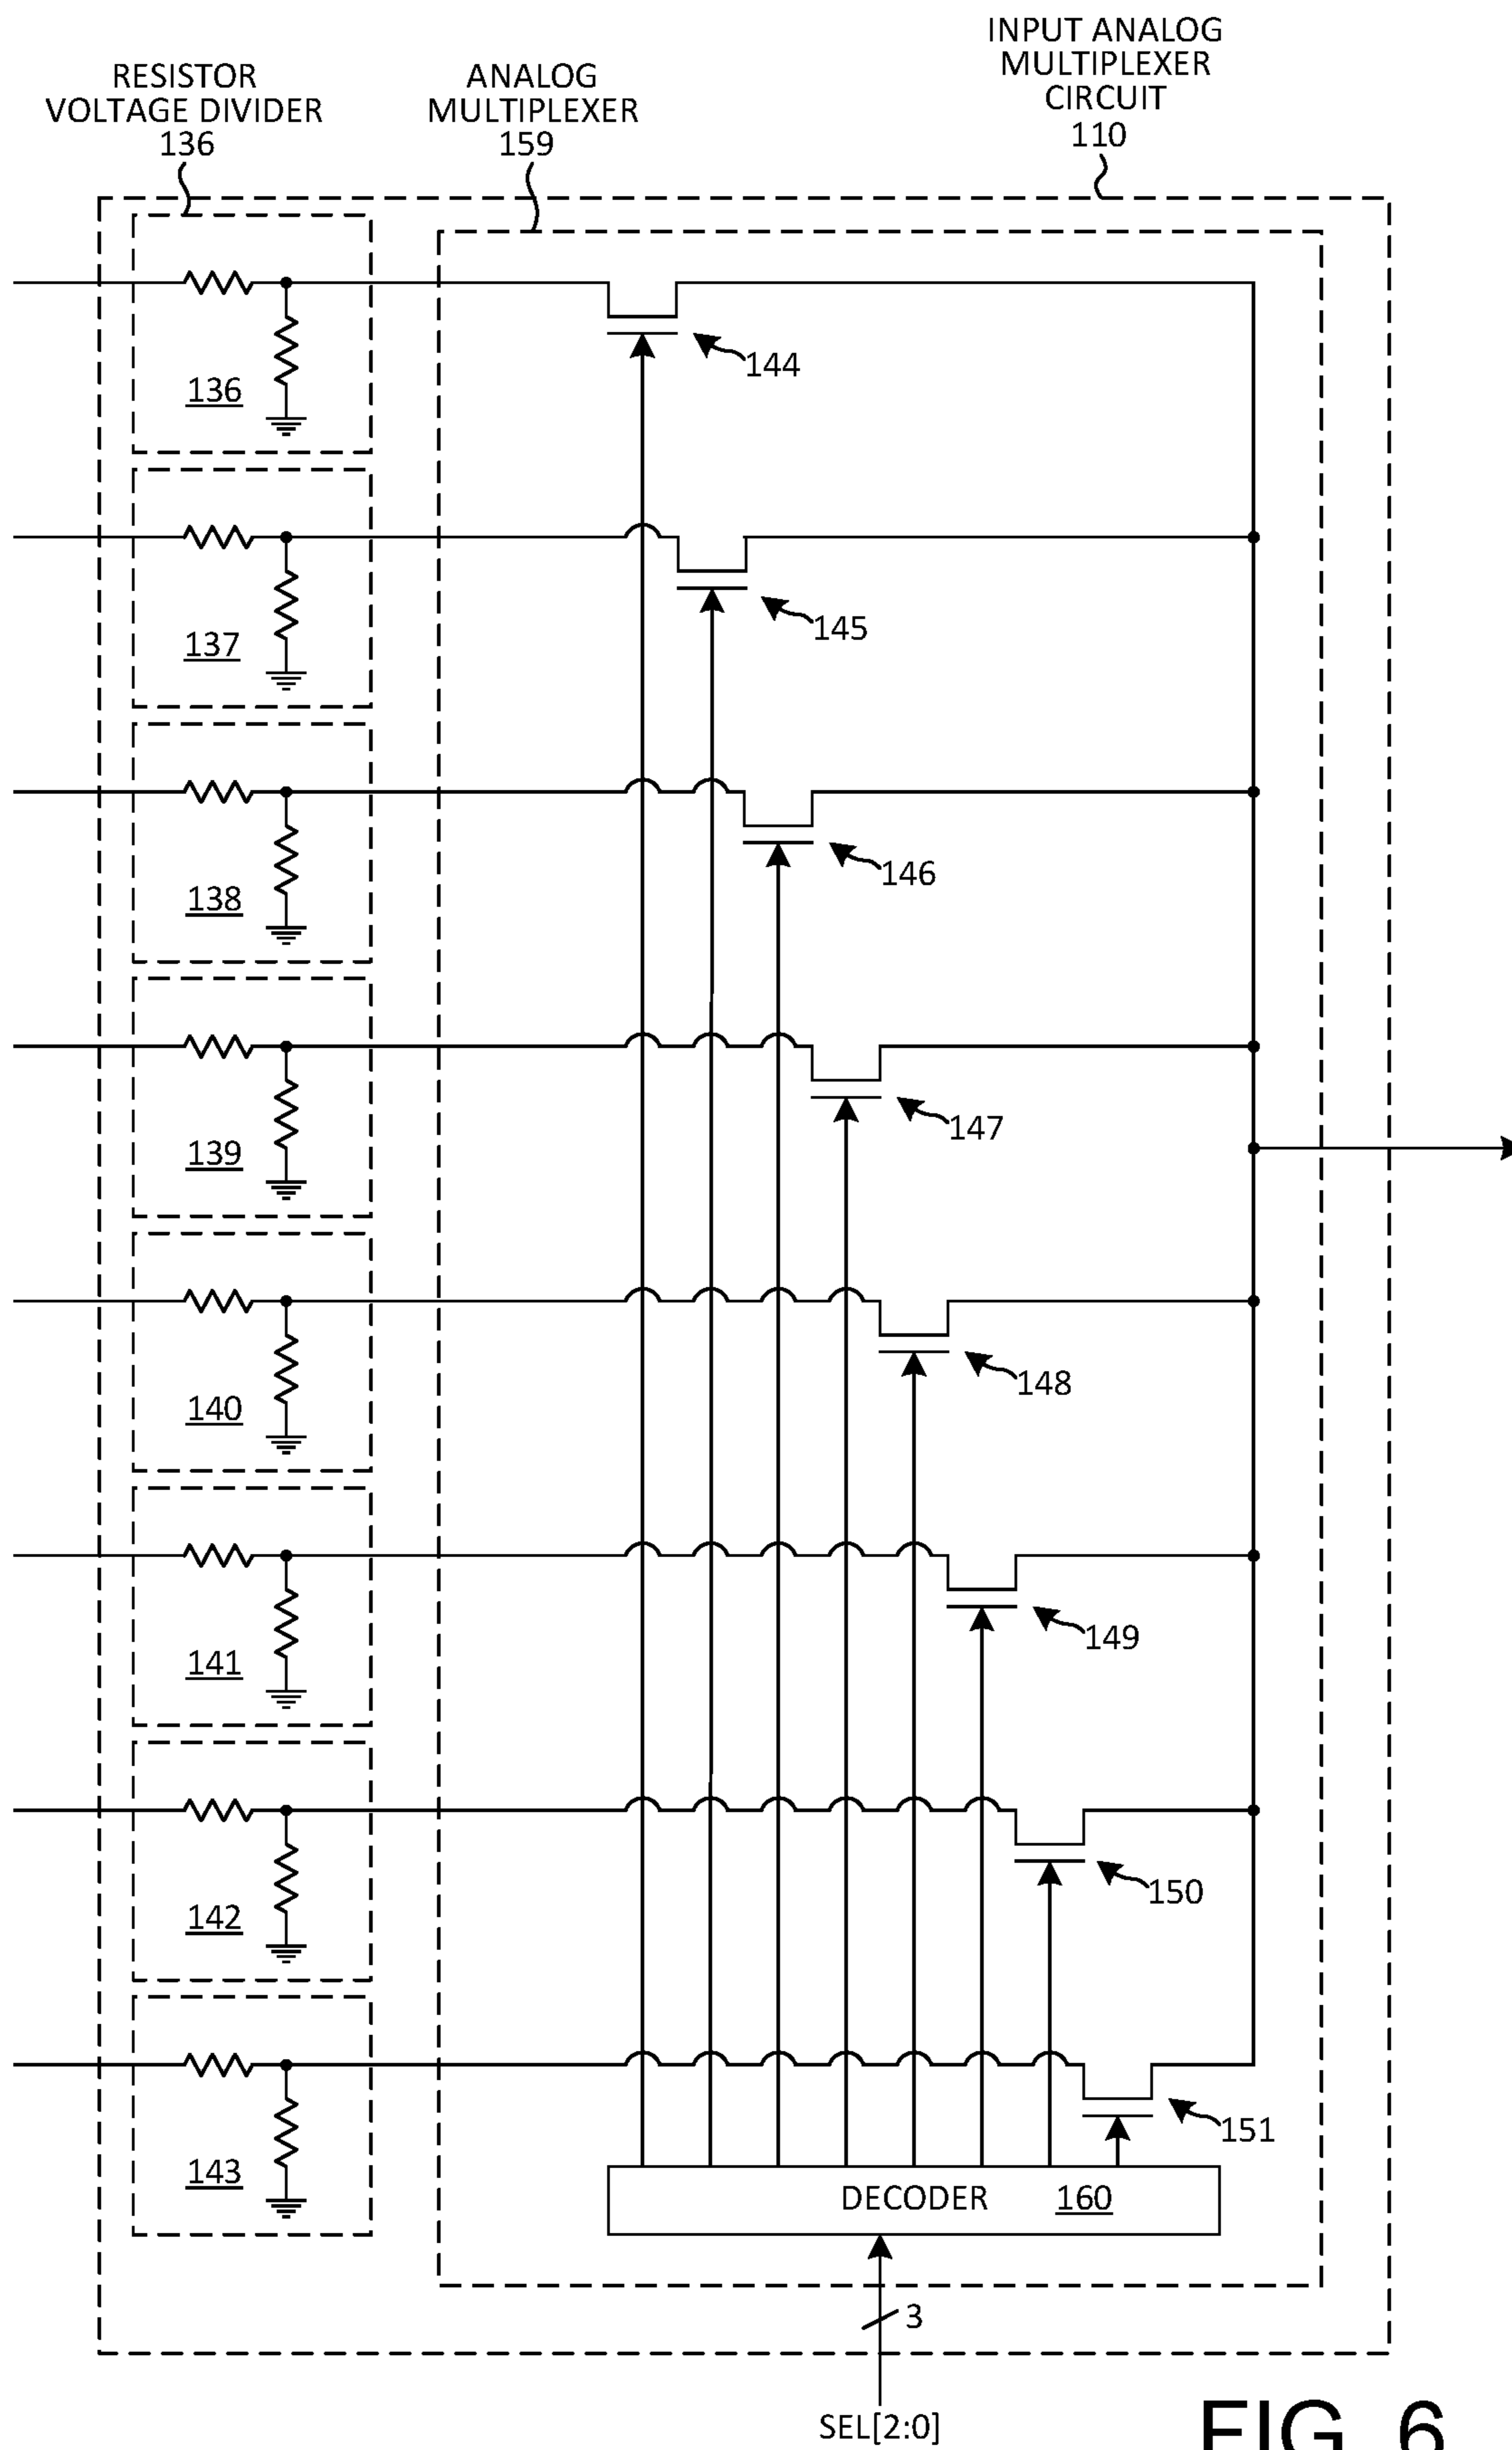 INPUT ANALOG
MULTIPLEXER
CIRCUIT
110
RESISTOR
VOLTAGE DIVIDER
136
ANALOG
MULTIPLEXER
159
136
144
137
145
138
146
139
147
140
148
141
149
142
150
143
151
DECODER 160
3
SEL[2:0]
FIG. 6